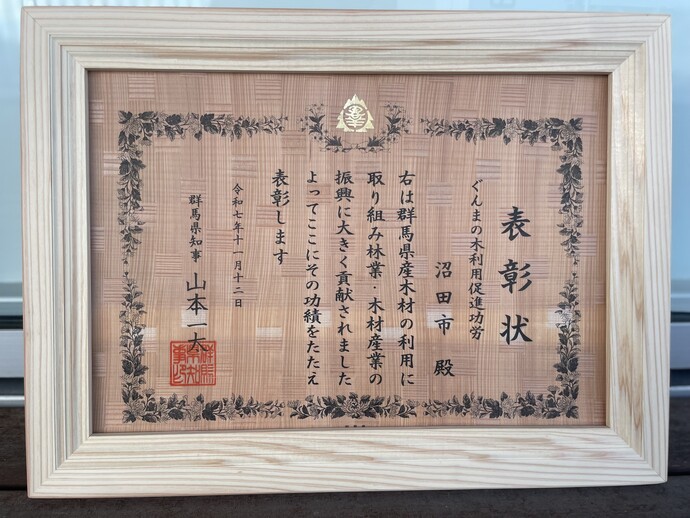 表彰状
ぐんまの木利用促進功労
沼田市 殿
右は群馬県産木材の利用に
取り組み林業・木材産業の
振興に大きく貢献されました
よってここにその功績をたたえ
表彰します
令和七年十一月十二日
群馬県知事 山本一太